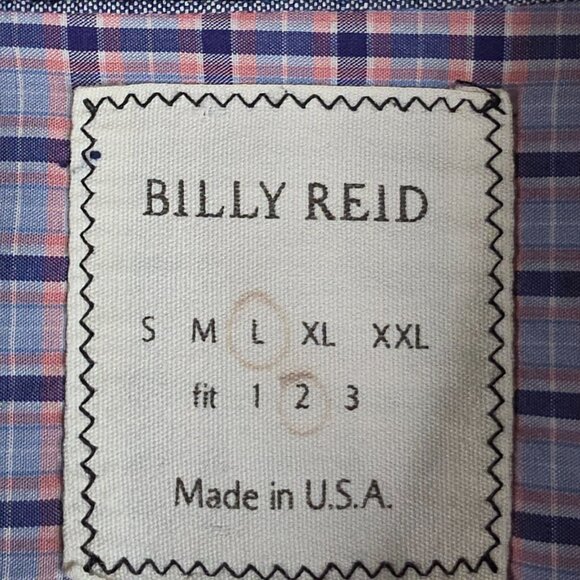 BILLY REID
S M L XL XXL
fit 1 2 3
Made in U.S.A.